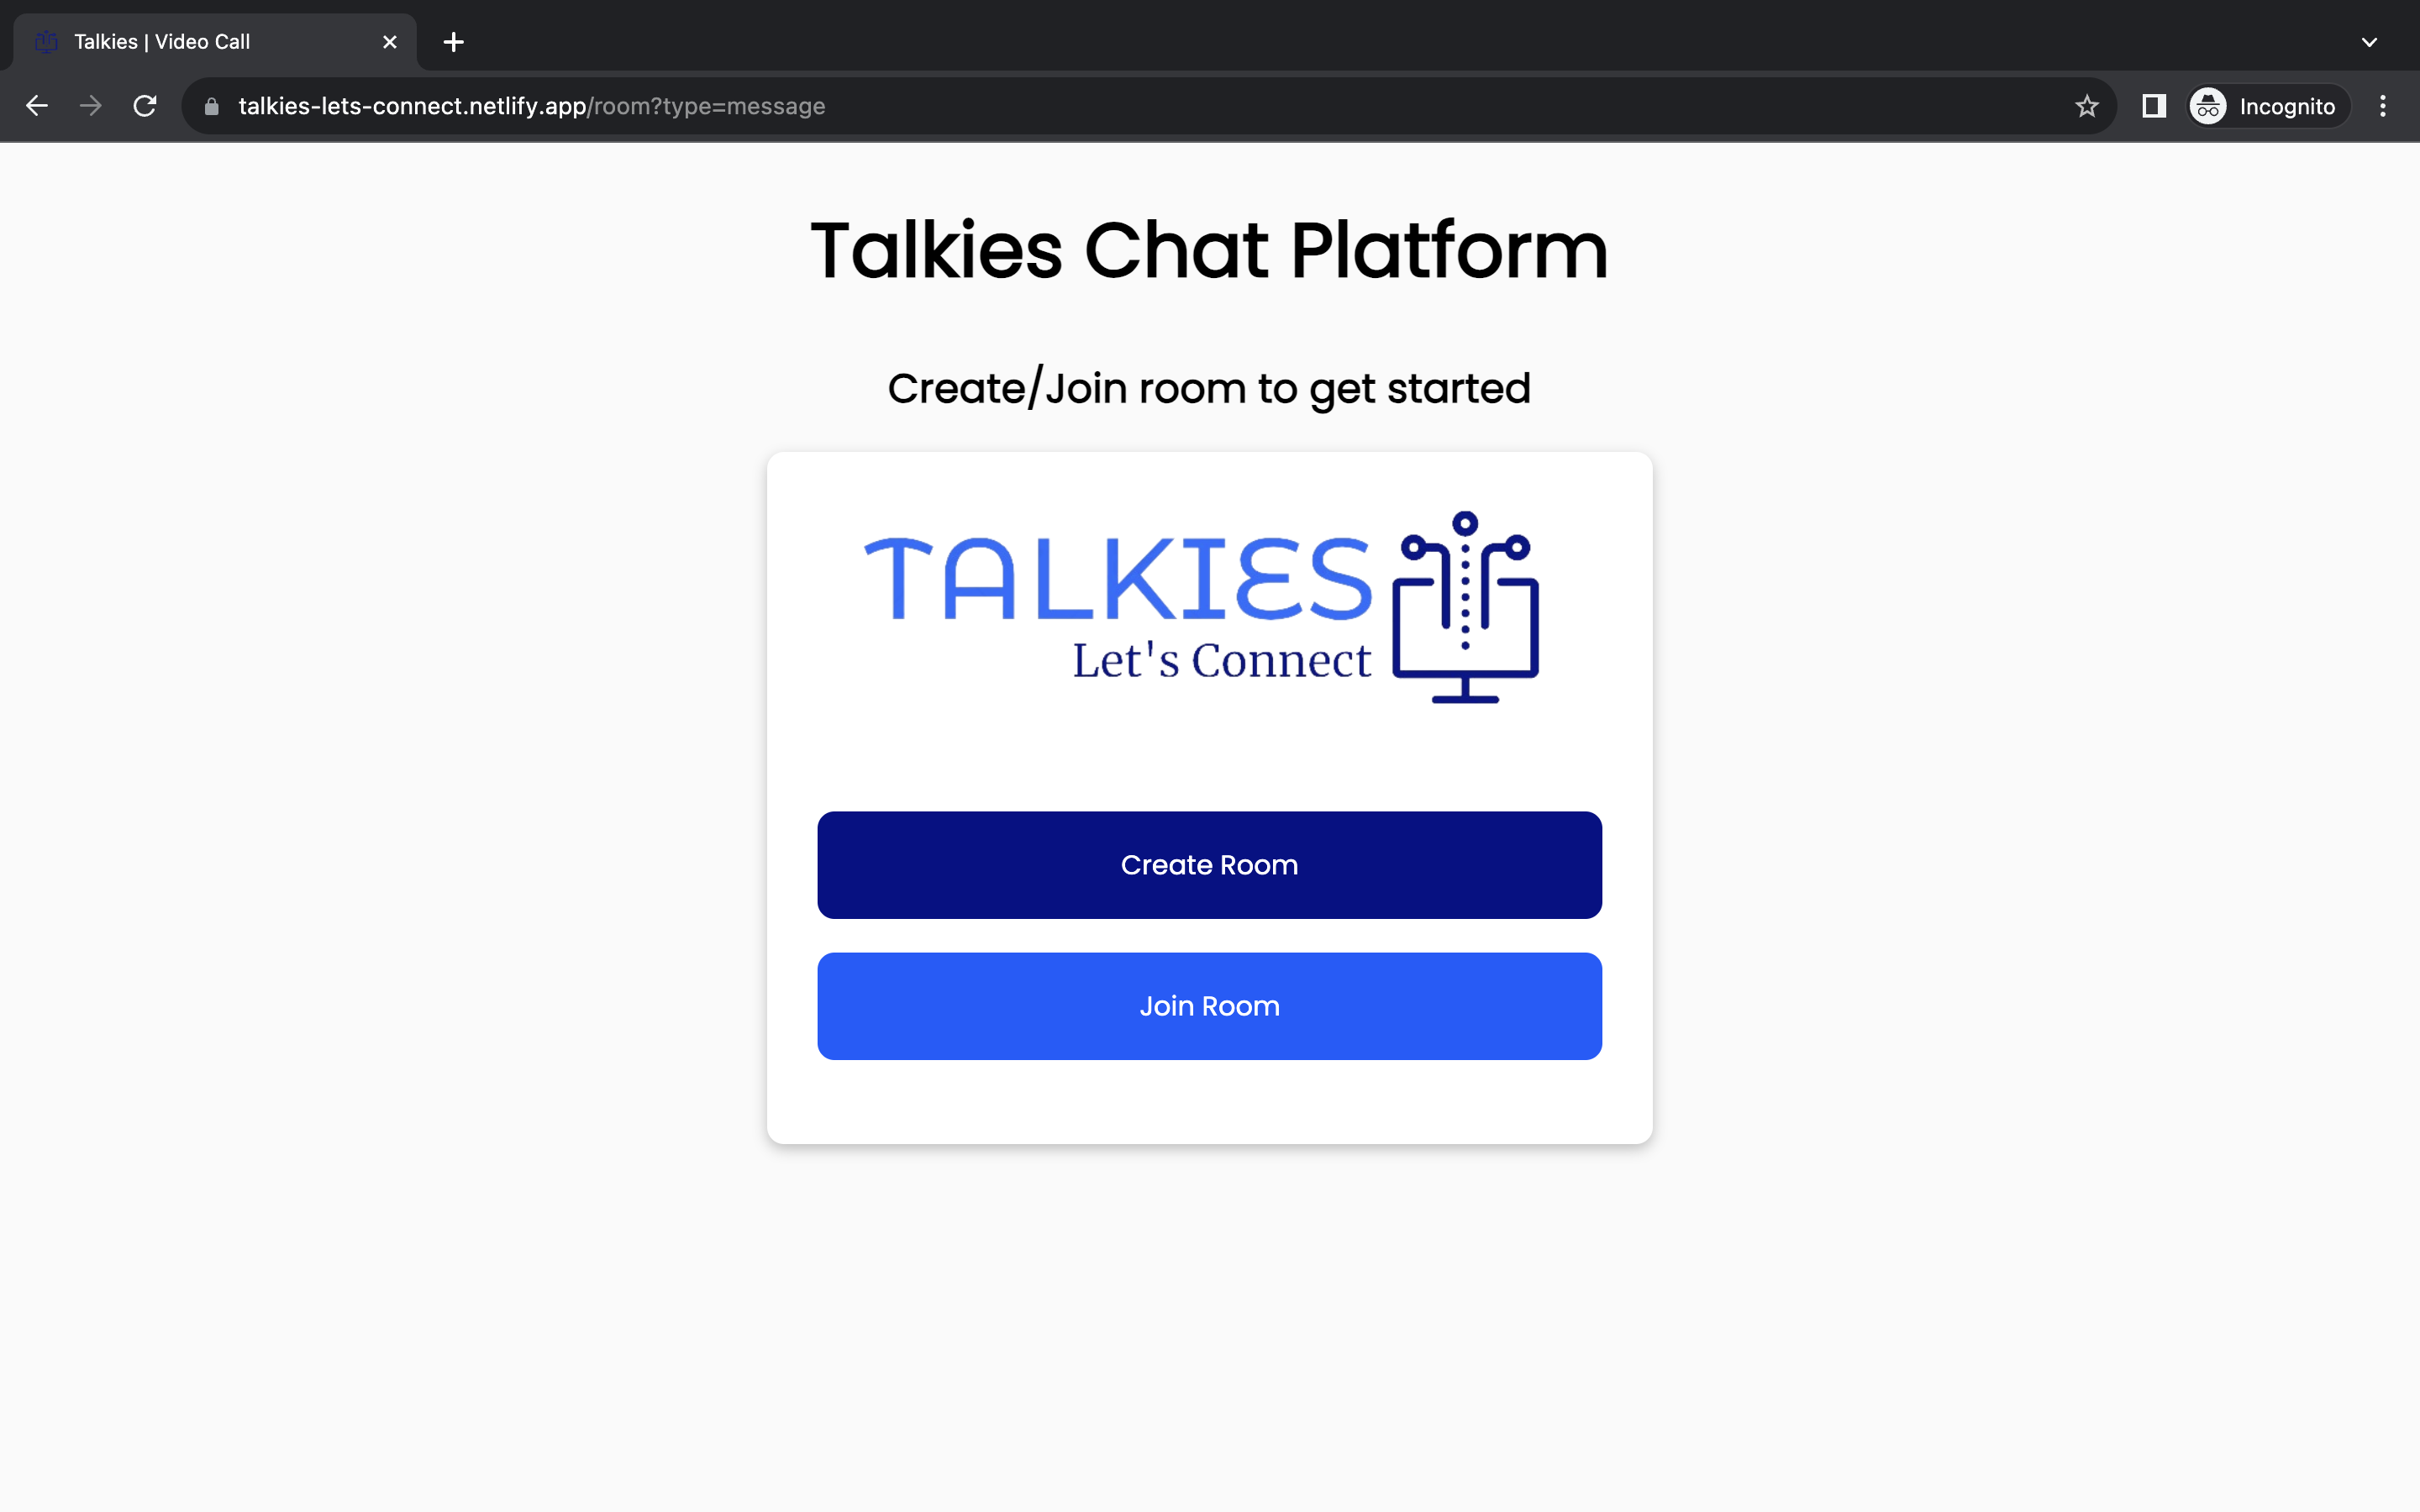 Talkies | Video Call
talkies-lets-connect.netlify.app/room?type=message
Incognito
Talkies Chat Platform
Create/Join room to get started
TALKIES
Let's Connect
Create Room
Join Room